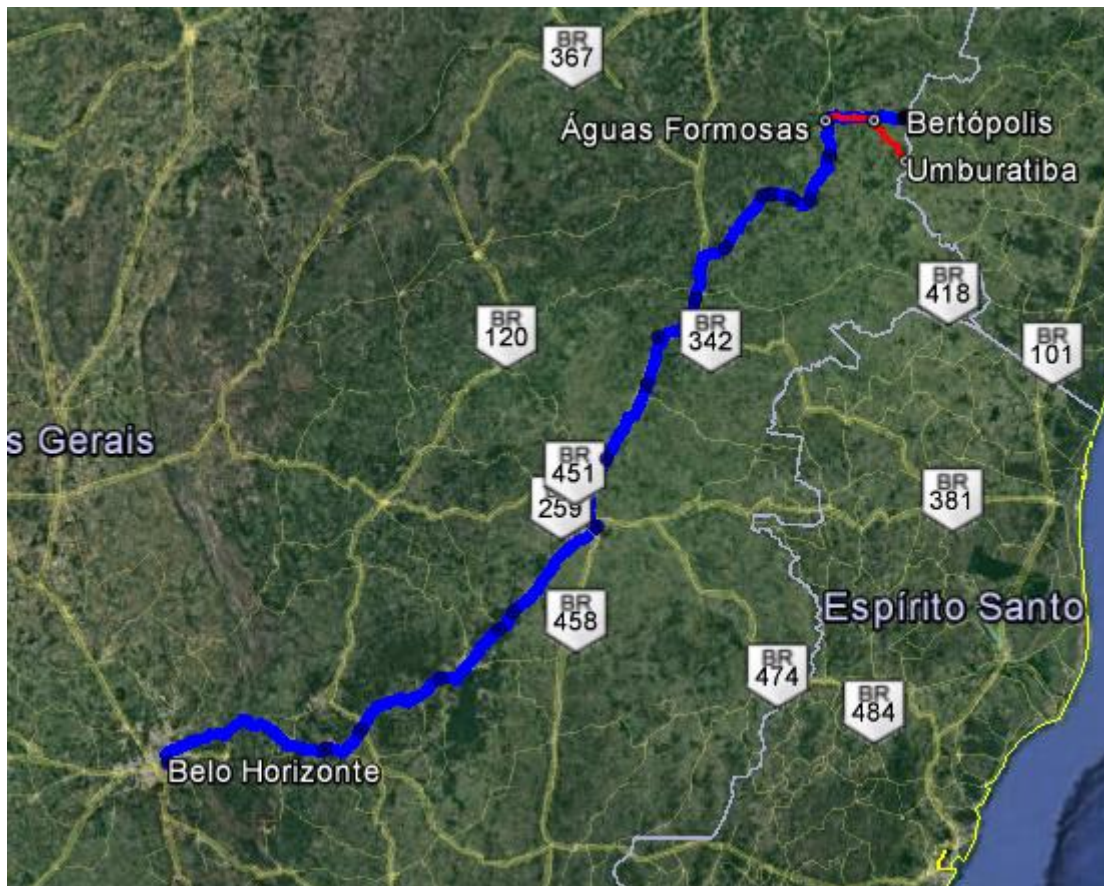 BR
367
Águas Formosas
Bertópolis
Umburatiba
BR
418
BR
120
BR
342
BR
101
s Gerais
BR
451
BR
259
BR
381
BR
458
Espírito Santo
BR
474
BR
484
Belo Horizonte